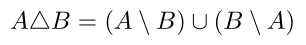 A△B = (A \ B) ∪ (B \ A)